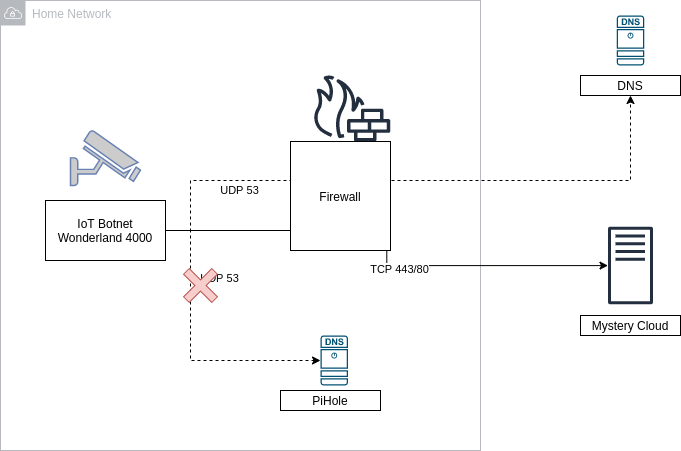 Home Network
DNS
DNS
UDP 53
Firewall
IoT Botnet
Wonderland 4000
UDP 53
TCP 443/80
Mystery Cloud
DNS
PiHole